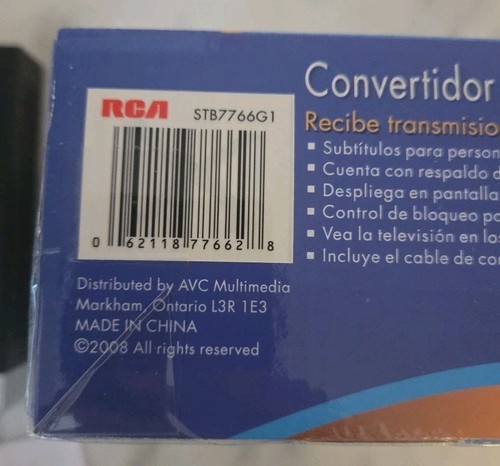 RCA STB7766G1
0 62118 77662 8
Distributed by AVC Multimedia
Markham, Ontario L3R 1E3
MADE IN CHINA
©2008 All rights reserved
Convertidor
Recibe transmisio
▪ Subtítulos para person
▪ Cuenta con respaldo d
▪ Despliega en pantalla
▪ Control de bloqueo po
▪ Vea la televisión en los
▪ Incluye el cable de co